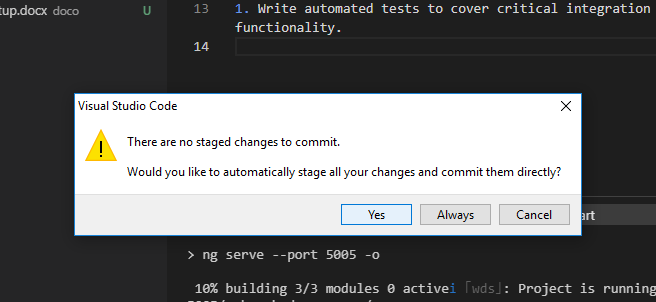 tup.docx doco U
13 1. Write automated tests to cover critical integration
functionality.
14
Visual Studio Code
There are no staged changes to commit.
Would you like to automatically stage all your changes and commit them directly?
Yes Always Cancel
art
> ng serve --port 5005 -o
10% building 3/3 modules 0 activei ｢wds｣: Project is running